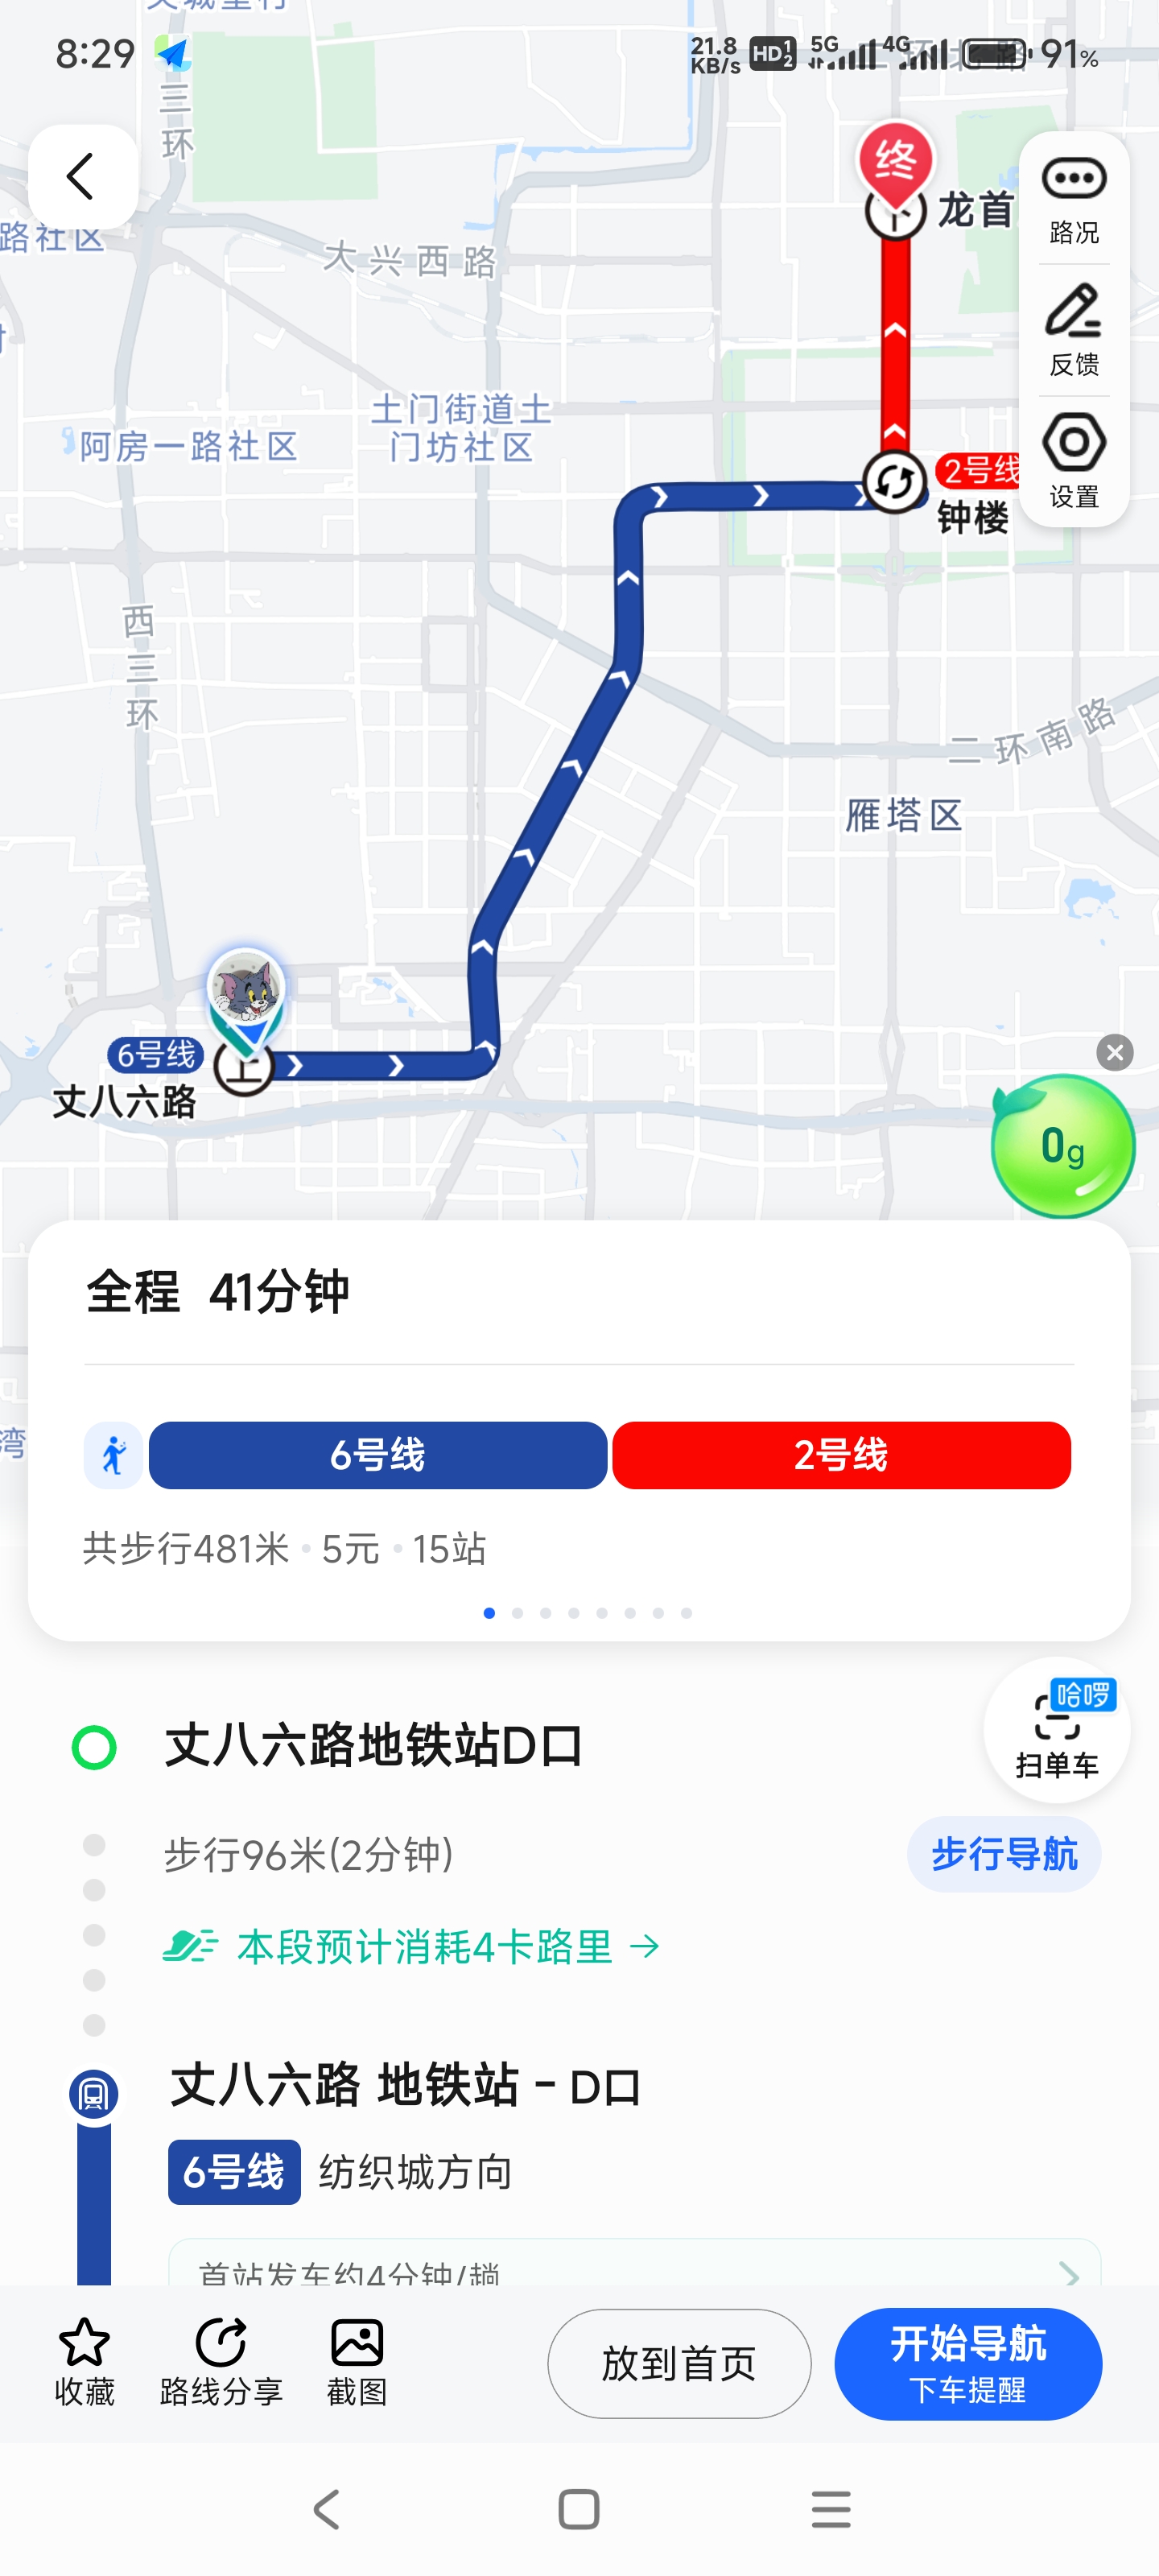 8:29
21.8
KB/s
HD
1
2
5G
4G
91%
三
环
环北
路社区
大兴西路
终
龙首
路况
反馈
设置
土门街道土
门坊社区
阿房一路社区
2号线
钟楼
西
三
环
二环南路
雁塔区
6号线
上
丈八六路
0g
全程 41分钟
湾
6号线
2号线
共步行481米 · 5元 · 15站
丈八六路地铁站D口
哈啰
扫单车
步行96米(2分钟)
步行导航
本段预计消耗4卡路里 →
丈八六路 地铁站 - D口
6号线 纺织城方向
首站发车约4分钟/趟
收藏
路线分享
截图
放到首页
开始导航
下车提醒